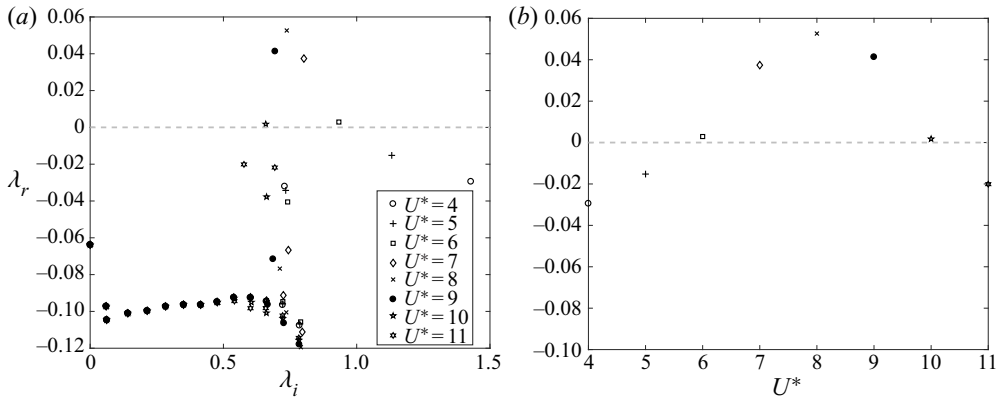 (a)
0.06
0.04
0.02
0
−0.02
−0.04
−0.06
−0.08
−0.10
−0.12
λr
0
0.5
1.0
1.5
λi
U* = 4
U* = 5
U* = 6
U* = 7
U* = 8
U* = 9
U* = 10
U* = 11
(b)
0.06
0.04
0.02
0
−0.02
−0.04
−0.06
−0.08
−0.10
4
5
6
7
8
9
10
11
U*